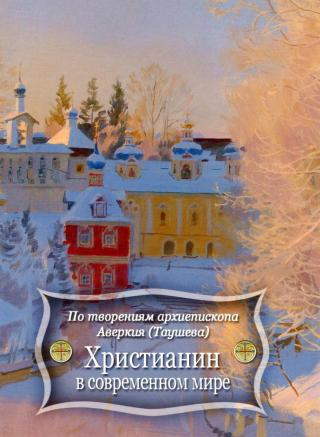 По творениям архиепископа
Аверкия (Таушева)
Христианин
в современном мире